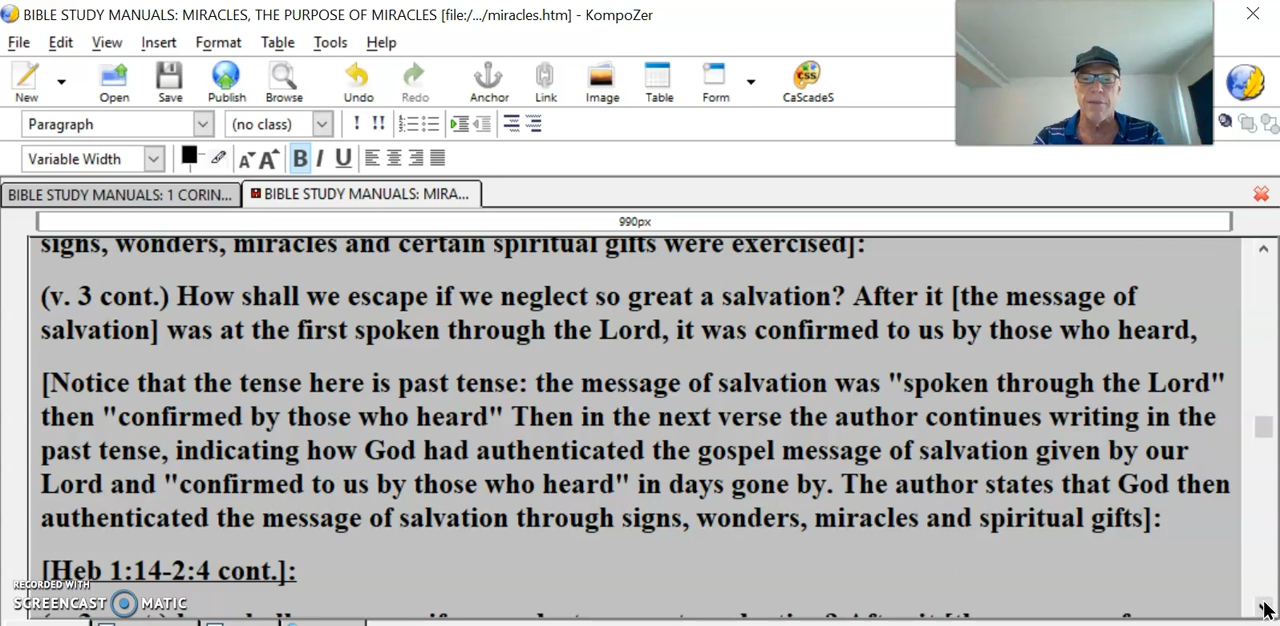 BIBLE STUDY MANUALS: MIRACLES, THE PURPOSE OF MIRACLES [file:/.../miracles.htm] - KompoZer
File Edit View Insert Format Table Tools Help
New Open Save Publish Browse Undo Redo Anchor Link Image Table Form CaScadeS
Paragraph (no class)
Variable Width B I U
BIBLE STUDY MANUALS: 1 CORIN... BIBLE STUDY MANUALS: MIRA...
990px
signs, wonders, miracles and certain spiritual gifts were exercised]:
(v. 3 cont.) How shall we escape if we neglect so great a salvation? After it [the message of
salvation] was at the first spoken through the Lord, it was confirmed to us by those who heard,
[Notice that the tense here is past tense: the message of salvation was "spoken through the Lord"
then "confirmed by those who heard" Then in the next verse the author continues writing in the
past tense, indicating how God had authenticated the gospel message of salvation given by our
Lord and "confirmed to us by those who heard" in days gone by. The author states that God then
authenticated the message of salvation through signs, wonders, miracles and spiritual gifts]:
[Heb 1:14-2:4 cont.]:
RECORDED WITH
SCREENCAST MATIC